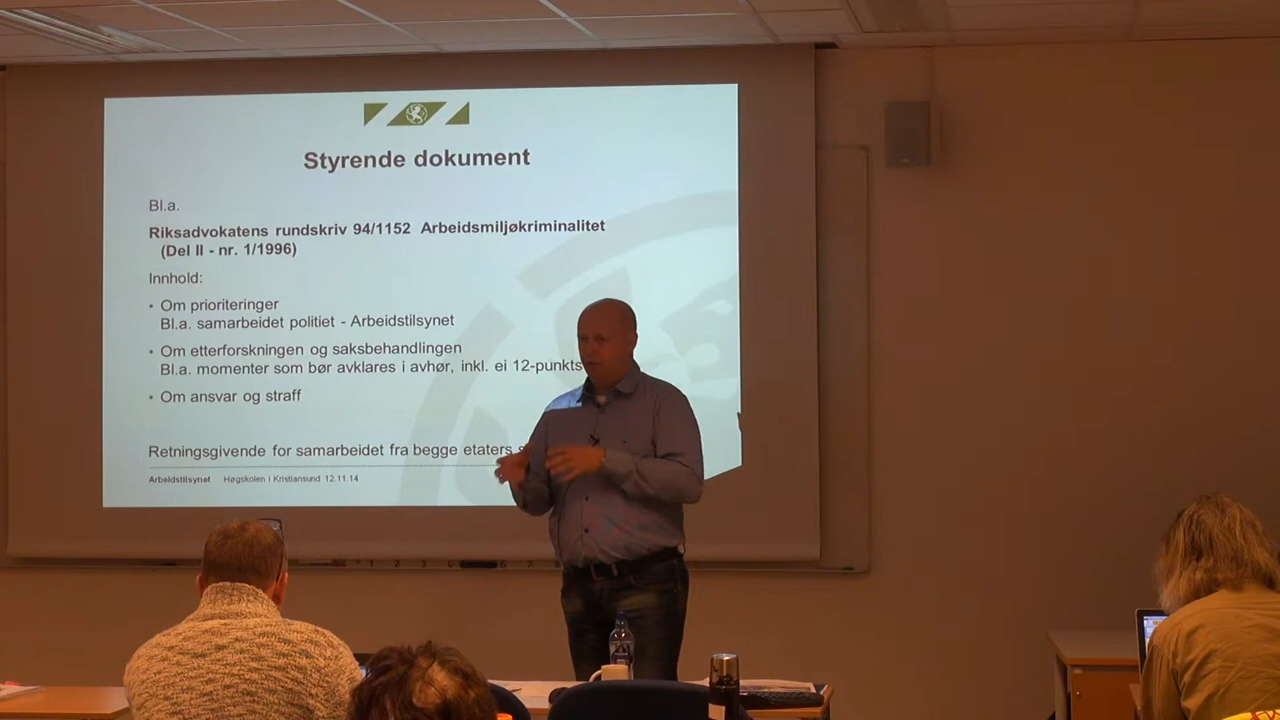 Styrende dokument
Bl.a.
Riksadvokatens rundskriv 94/1152 Arbeidsmiljøkriminalitet
(Del II - nr. 1/1996)
Innhold:
• Om prioriteringer
Bl.a. samarbeidet politiet - Arbeidstilsynet
• Om etterforskningen og saksbehandlingen
Bl.a. momenter som bør avklares i avhør, inkl. ei 12-punkts
• Om ansvar og straff
Retningsgivende for samarbeidet fra begge etaters
Arbeidstilsynet Høgskolen i Kristiansund 12.11.14